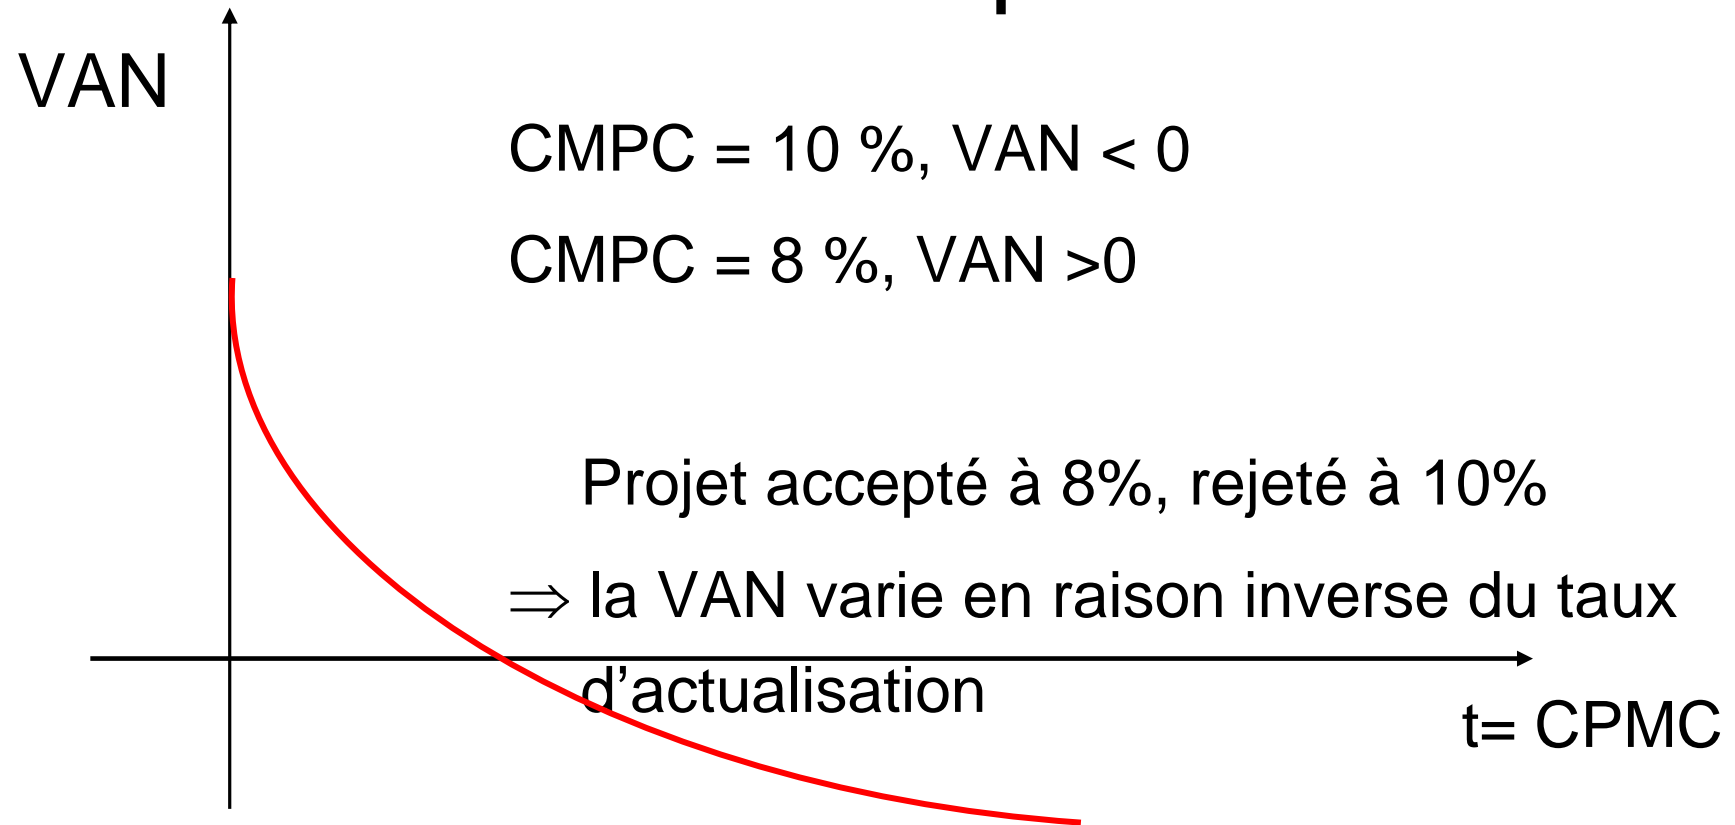 VAN
CMPC = 10 %, VAN < 0
CMPC = 8 %, VAN >0
Projet accepté à 8%, rejeté à 10%
⇒ la VAN varie en raison inverse du taux
d’actualisation
t= CPMC